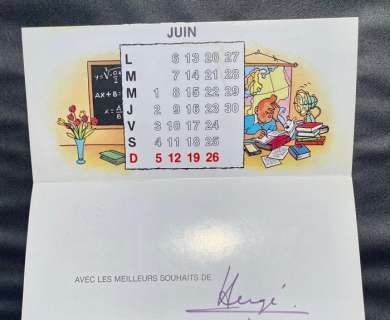 JUIN
L 6 13 20 27
M 7 14 21 28
M 1 8 15 22 29
J 2 9 16 23 30
V 3 10 17 24
S 4 11 18 25
D 5 12 19 26
AX+B=
AVEC LES MEILLEURS SOUHAITS DE
Hergé.